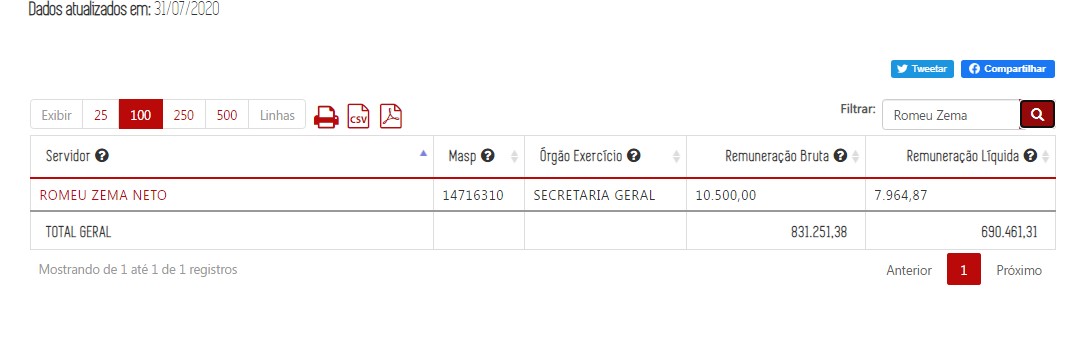 Dados atualizados em: 31/07/2020
Tweetar Compartilhar
Exibir 25 100 250 500 Linhas CSV Filtrar: Romeu Zema
Servidor ? Masp ? Órgão Exercício ? Remuneração Bruta ? Remuneração Líquida ?
ROMEU ZEMA NETO 14716310 SECRETARIA GERAL 10.500,00 7.964,87
TOTAL GERAL 831.251,38 690.461,31
Mostrando de 1 até 1 de 1 registros Anterior 1 Próximo